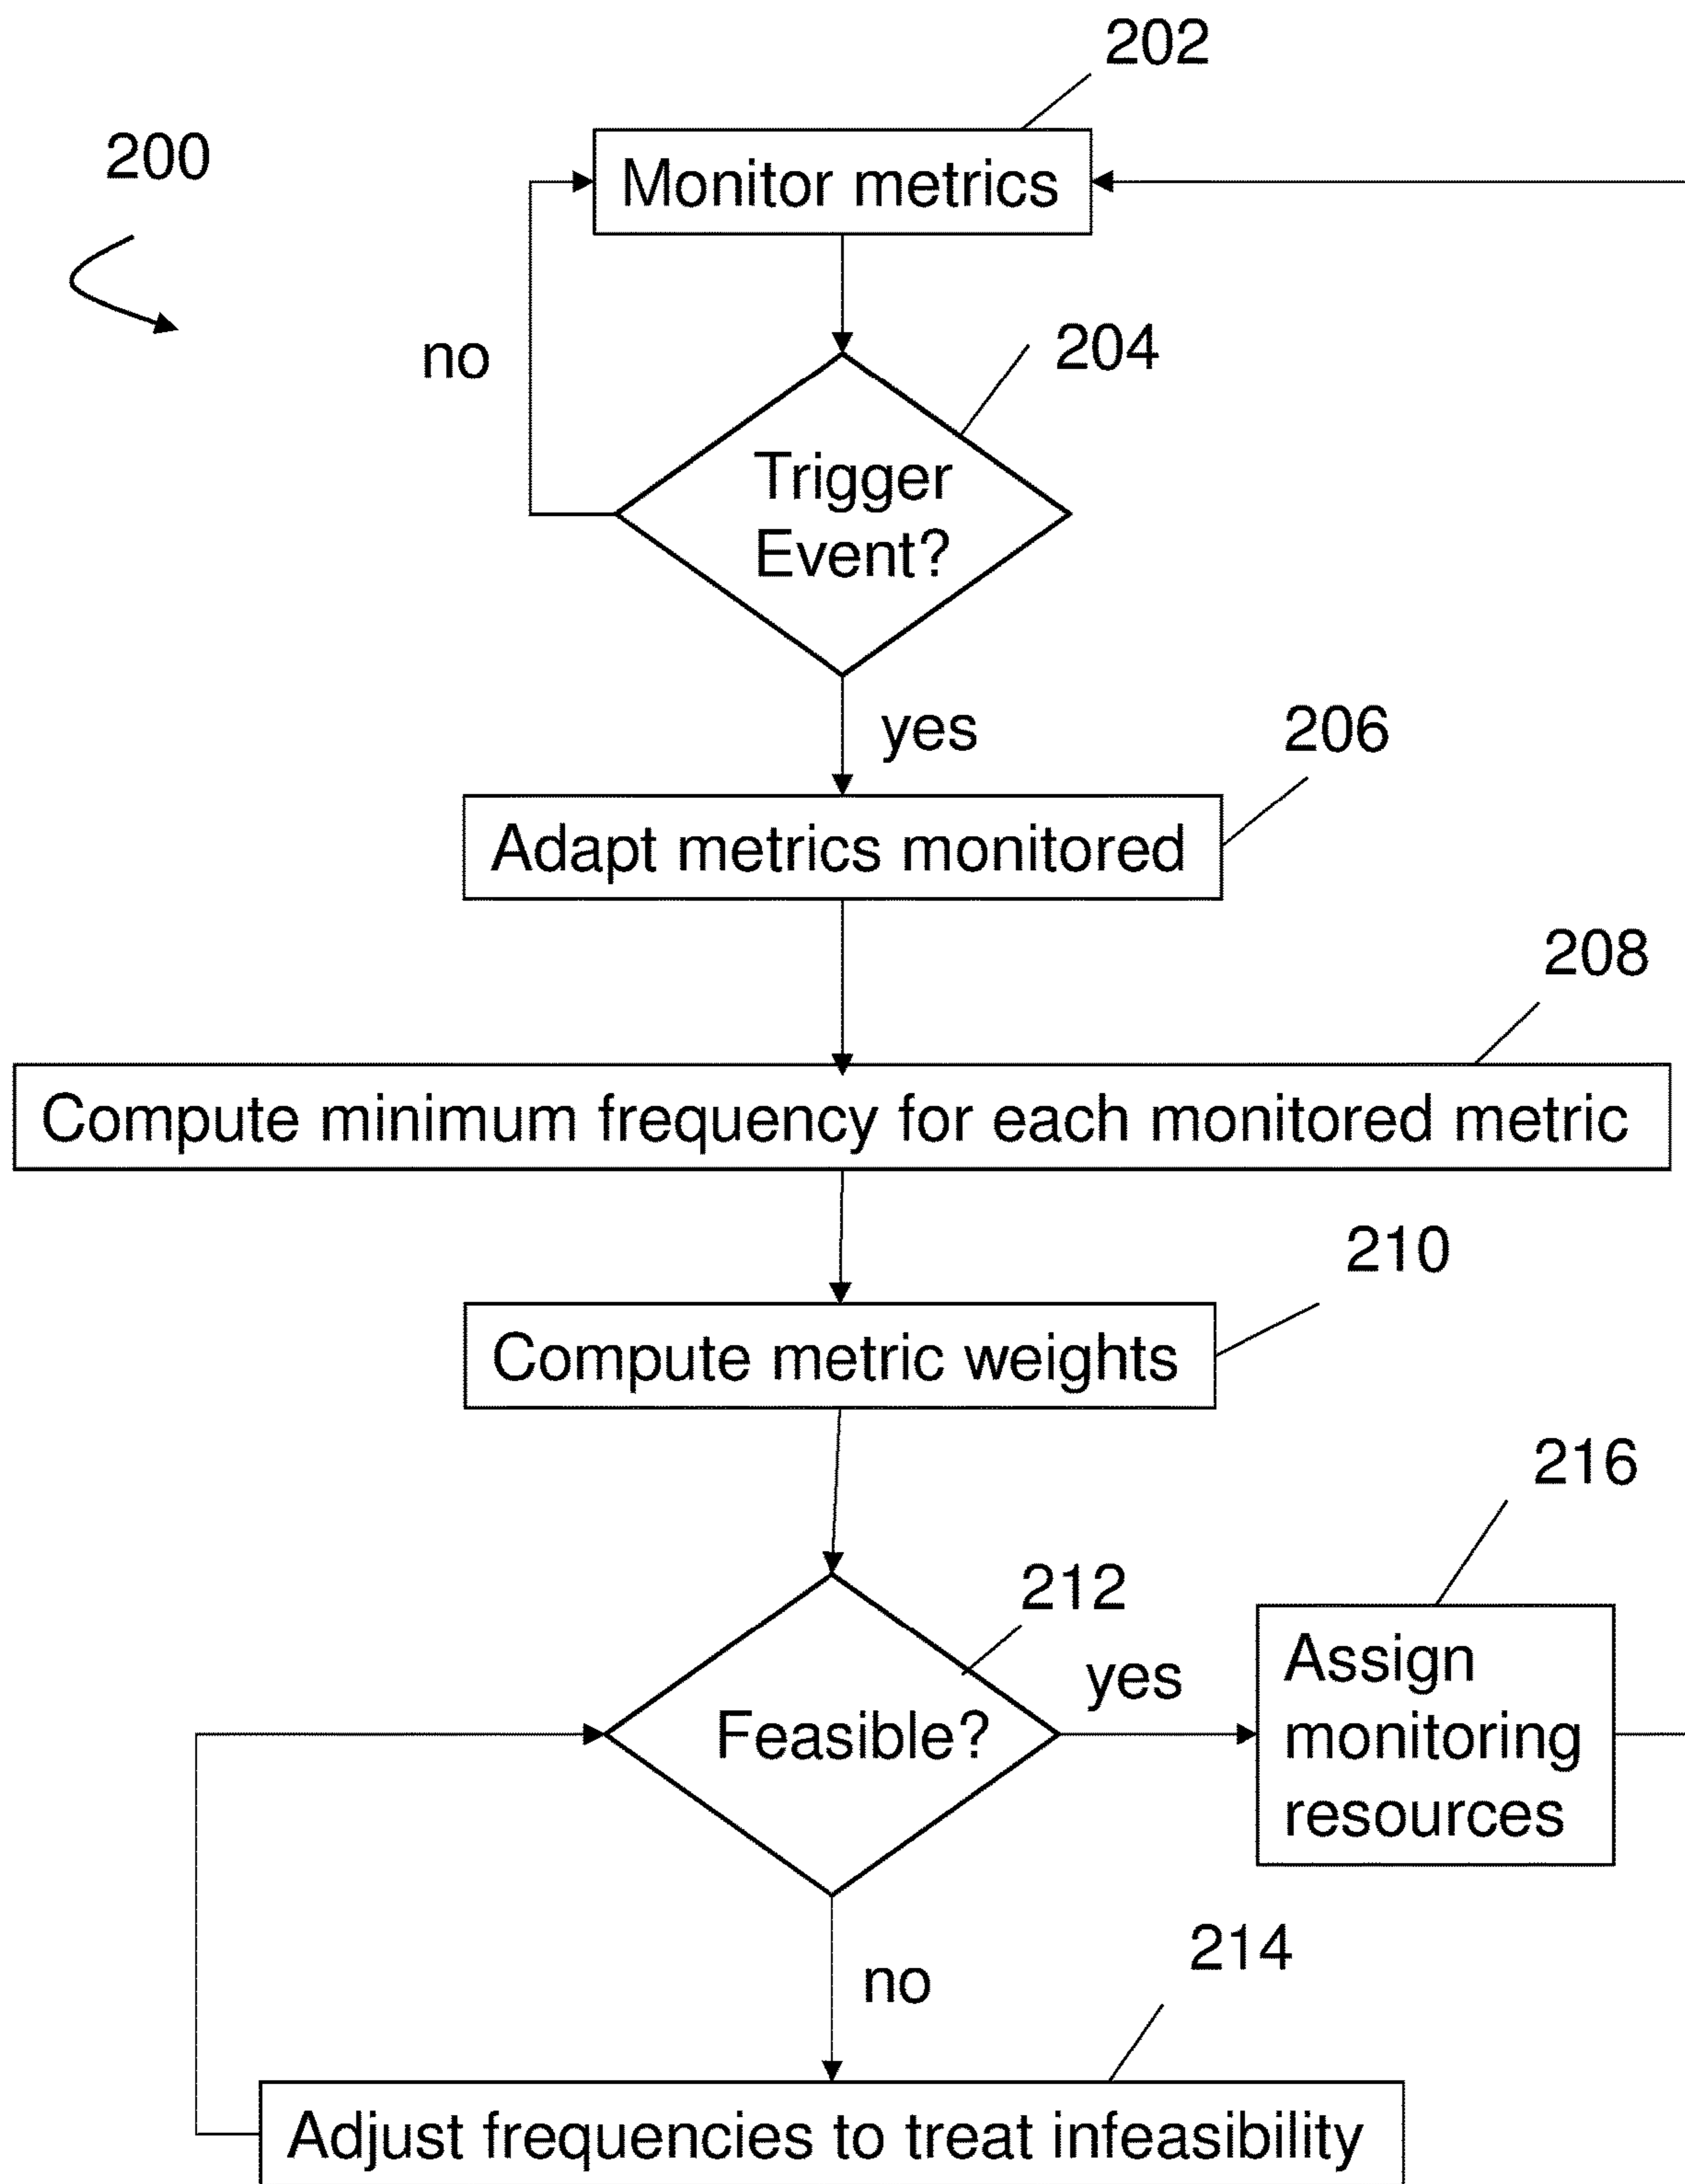 202
200
Monitor metrics
no
204
Trigger
Event?
yes
206
Adapt metrics monitored
208
Compute minimum frequency for each monitored metric
210
Compute metric weights
216
212
yes
Assign
monitoring
resources
Feasible?
no
214
Adjust frequencies to treat infeasibility